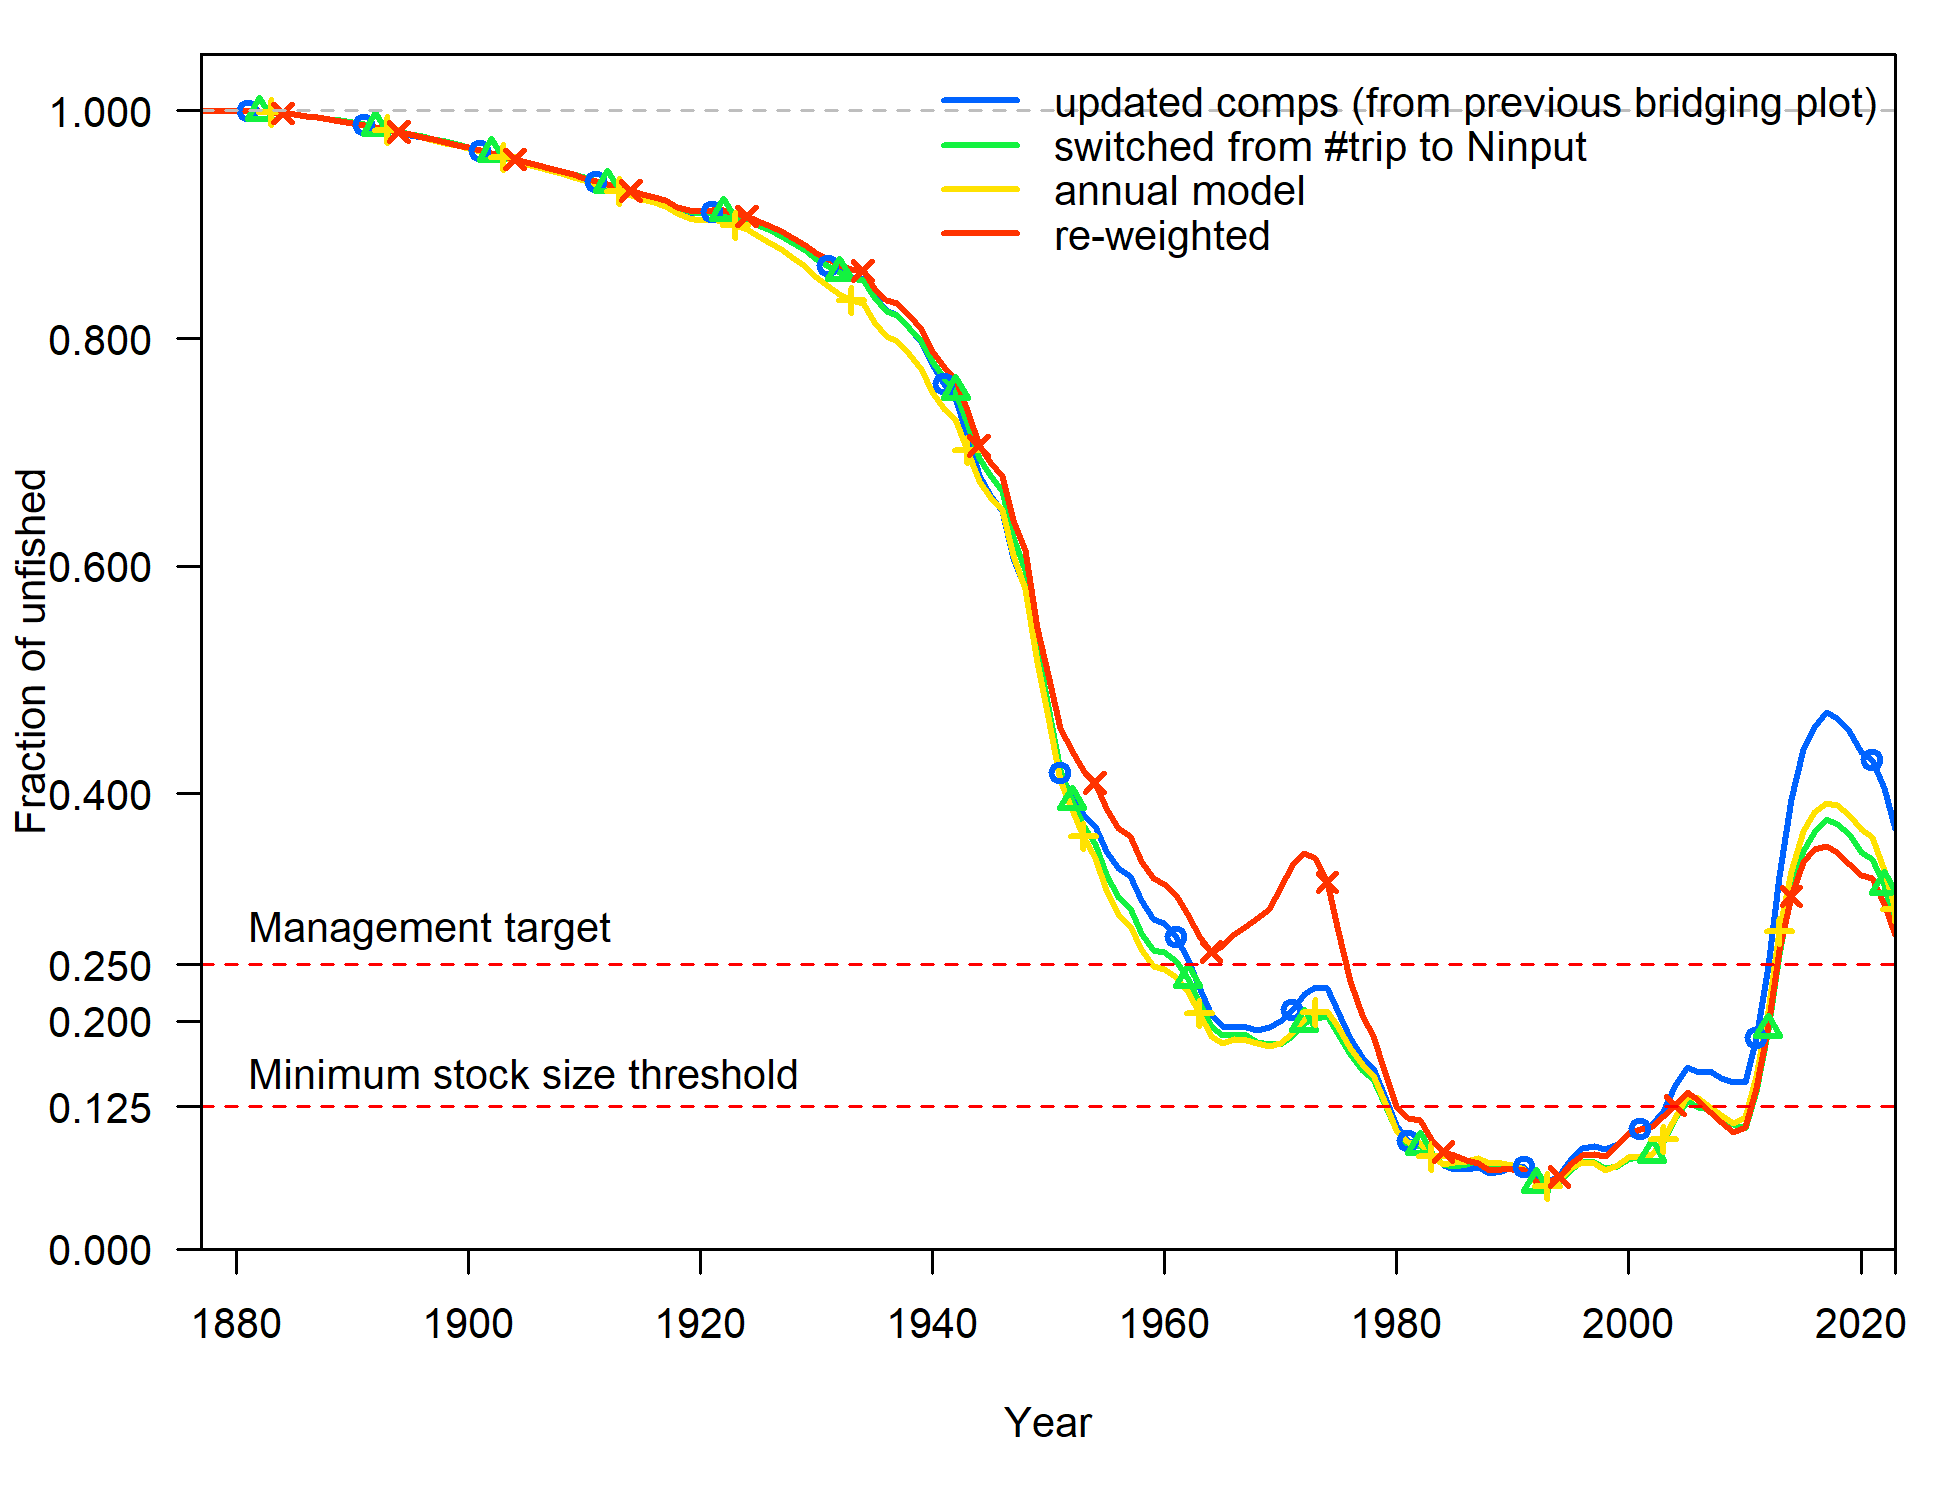 updated comps (from previous bridging plot)
switched from #trip to Ninput
annual model
re-weighted
Fraction of unfished
1.000
0.800
0.600
0.400
0.250
0.200
0.125
0.000
Management target
Minimum stock size threshold
1880 1900 1920 1940 1960 1980 2000 2020
Year